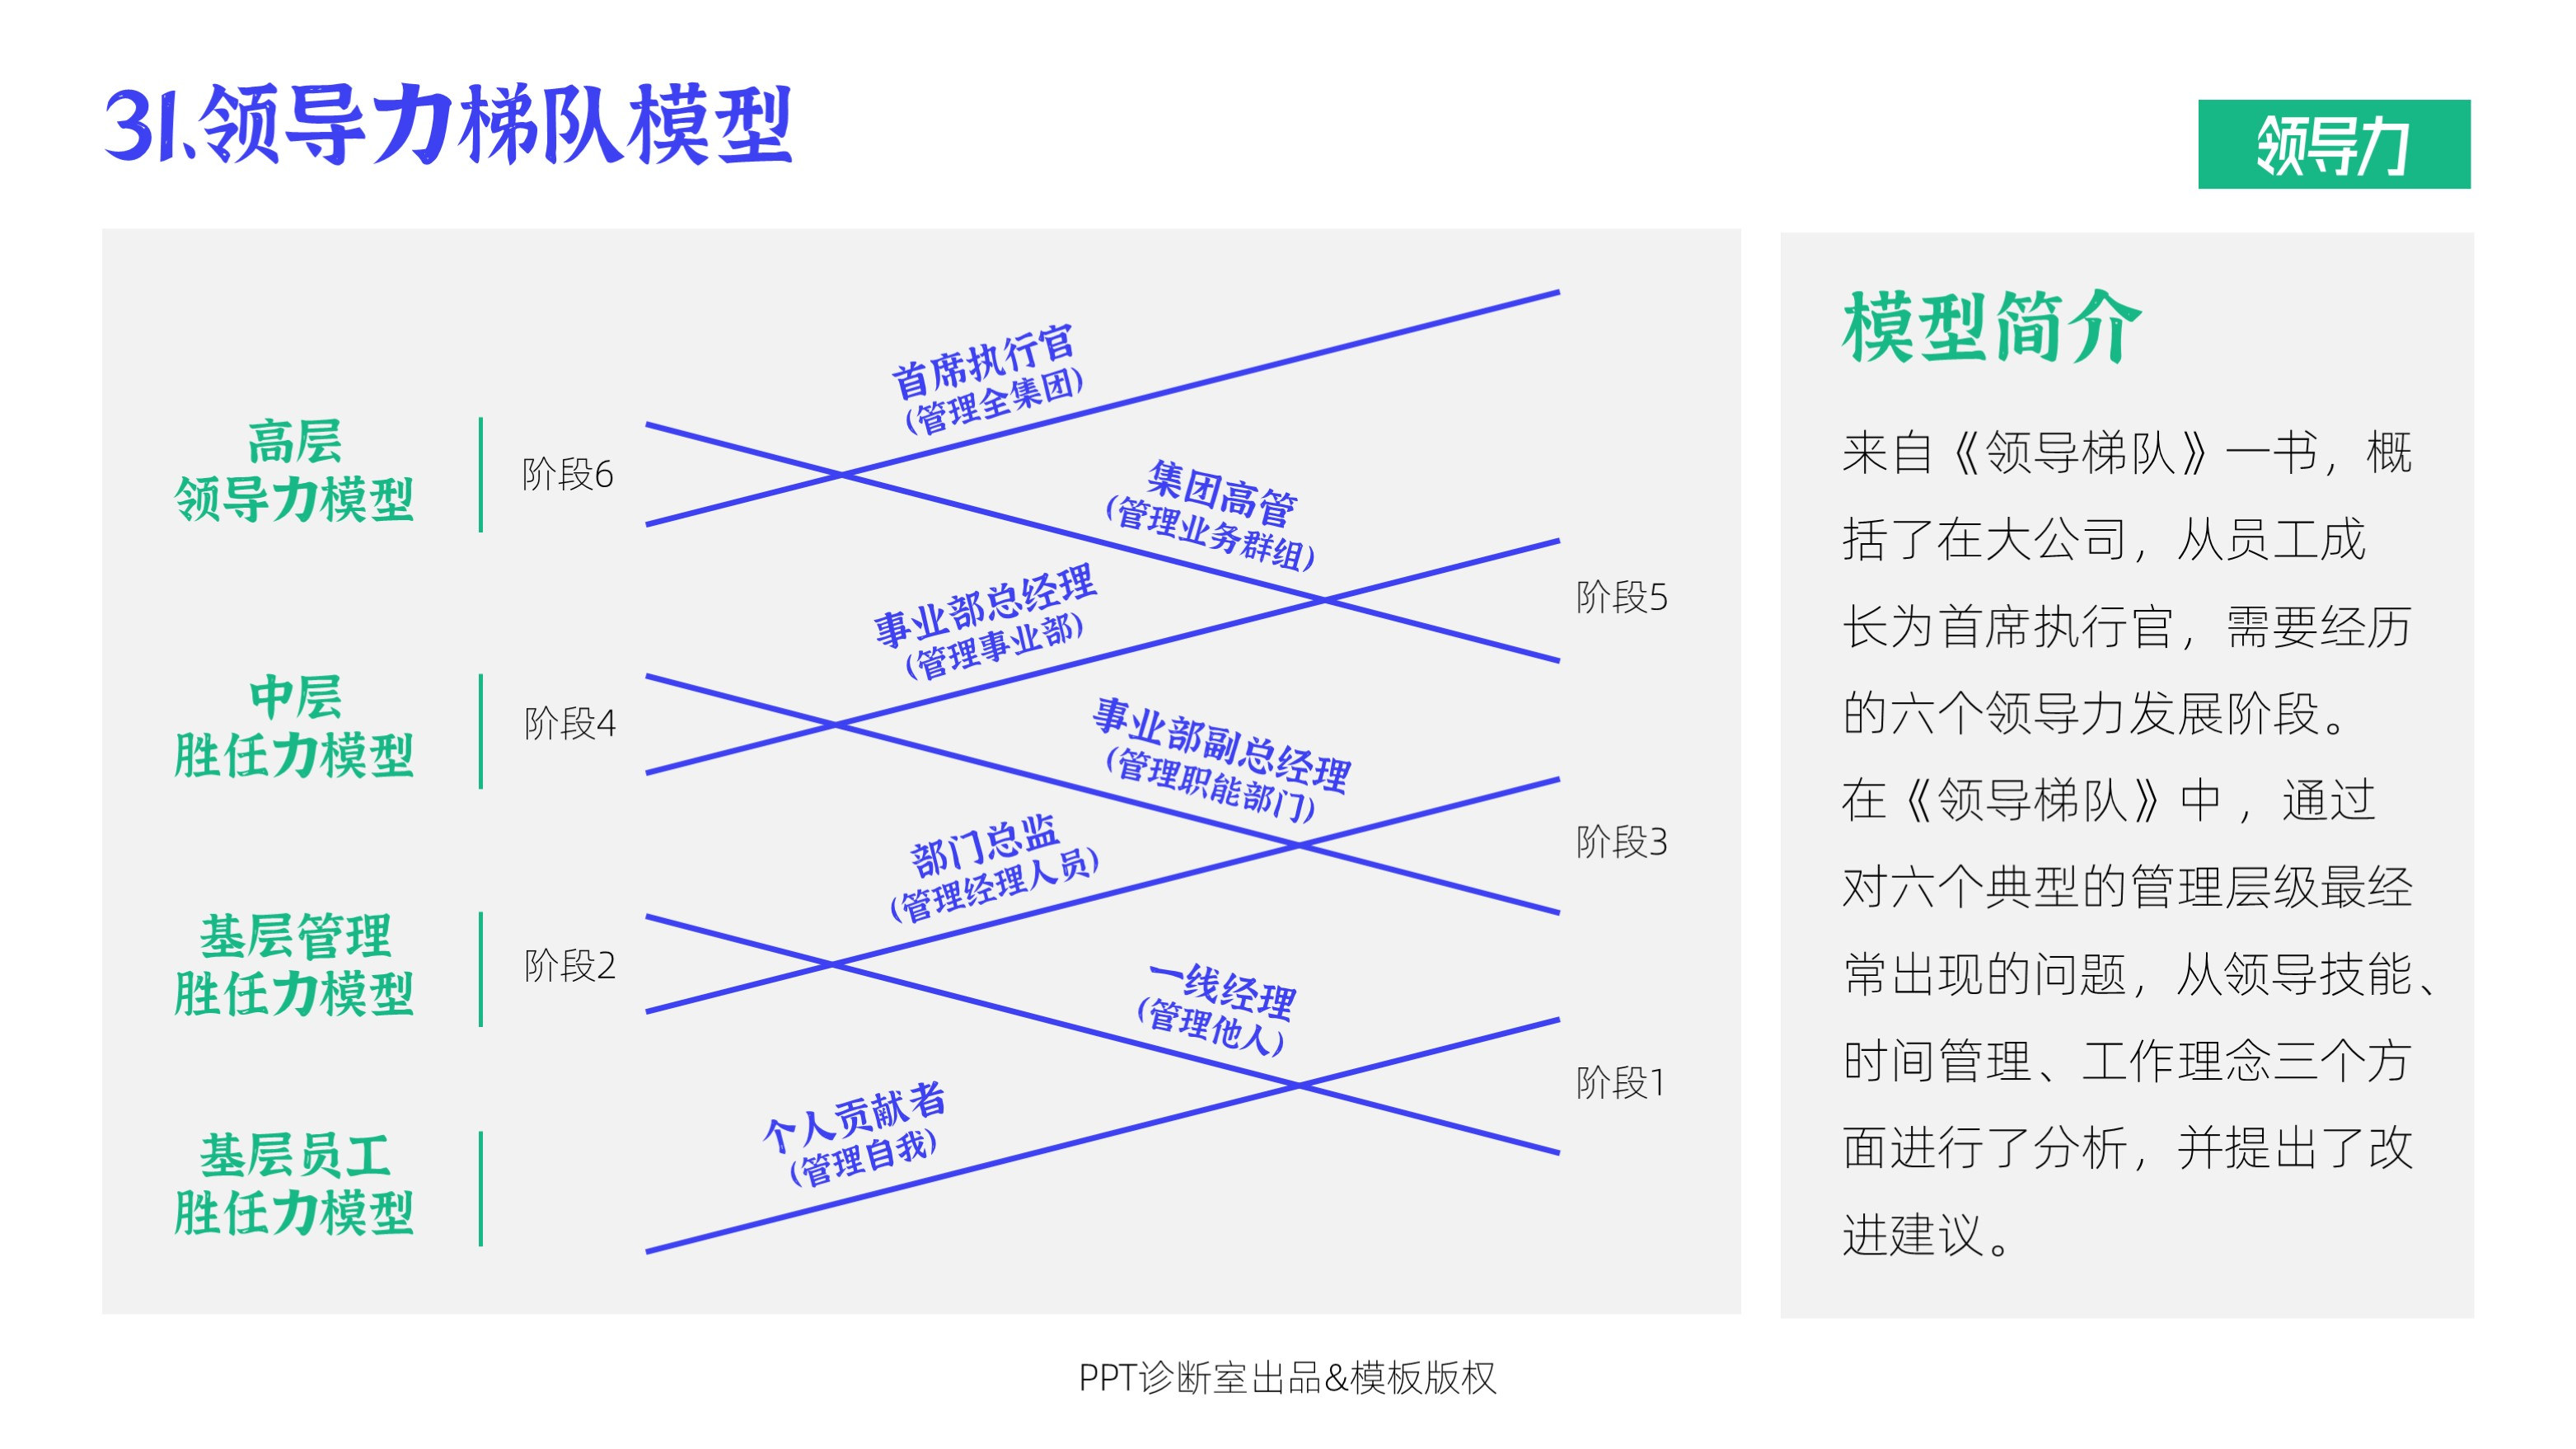 31.领导力梯队模型
领导力
高层
领导力模型
阶段6
中层
胜任力模型
阶段4
基层管理
胜任力模型
阶段2
基层员工
胜任力模型
首席执行官
(管理全集团)
集团高管
(管理业务群组)
阶段5
事业部总经理
(管理事业部)
事业部副总经理
(管理职能部门)
阶段3
部门总监
(管理经理人员)
一线经理
(管理他人)
阶段1
个人贡献者
(管理自我)
模型简介
来自《领导梯队》一书，概
括了在大公司，从员工成
长为首席执行官，需要经历
的六个领导力发展阶段。
在《领导梯队》中，通过
对六个典型的管理层级最经
常出现的问题，从领导技能、
时间管理、工作理念三个方
面进行了分析，并提出了改
进建议。
PPT诊断室出品&模板版权